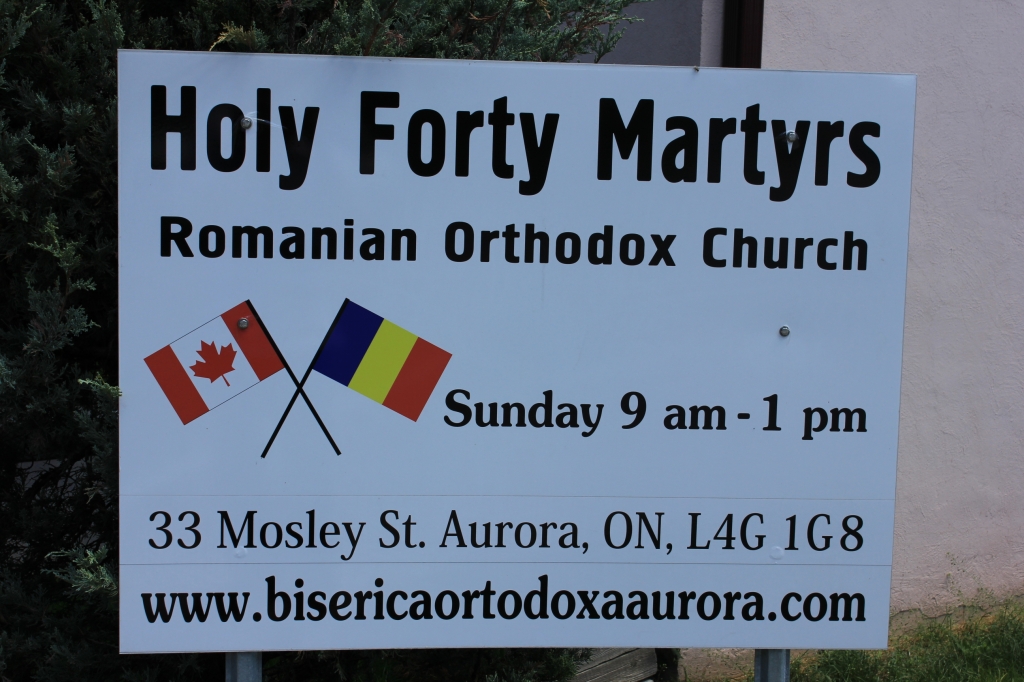 Holy Forty Martyrs
Romanian Orthodox Church
Sunday 9 am - 1 pm
33 Mosley St. Aurora, ON, L4G 1G8
www.bisericaortodoxaaurora.com